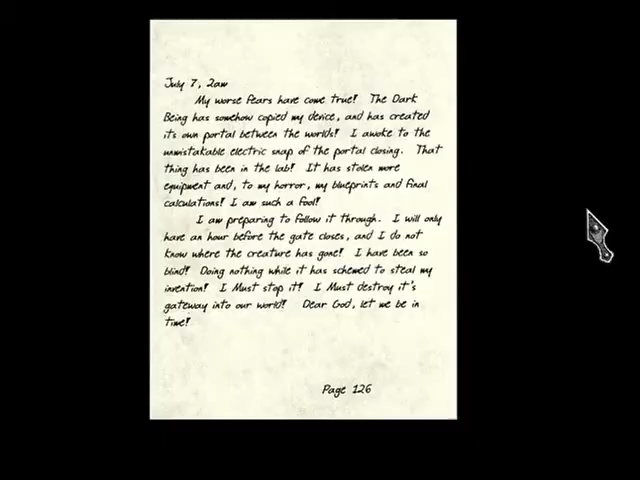 July 7, 2am
My worse fears have come true! The Dark
Being has somehow copied my device, and has created
its own portal between the worlds! I awoke to the
unmistakable electric snap of the portal closing. That
thing has been in the lab! It has stolen more
equipment and, to my horror, my blueprints and final
calculations! I am such a fool!
I am preparing to follow it through. I will only
have an hour before the gate closes, and I do not
know where the creature has gone! I have been so
blind! Doing nothing while it has schemed to steal my
invention! I Must stop it! I Must destroy it's
gateway into our world! Dear God, let me be in
time!
Page 126